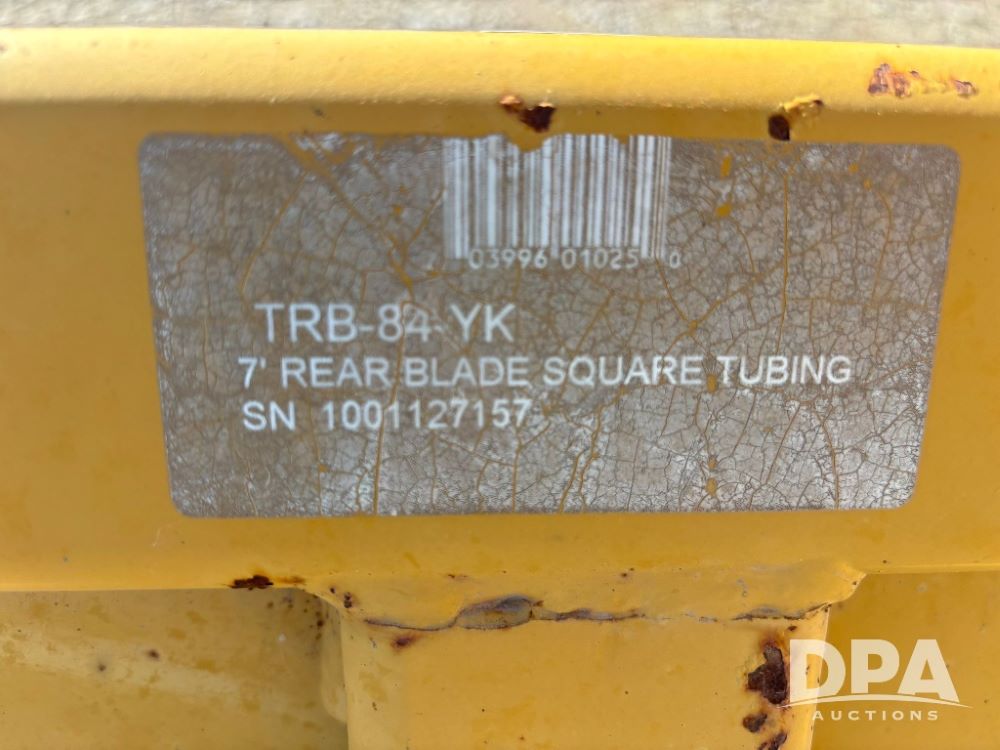 03996 01025 0
TRB-84-YK
7' REAR BLADE SQUARE TUBING
SN 1001127157
DPA
AUCTIONS